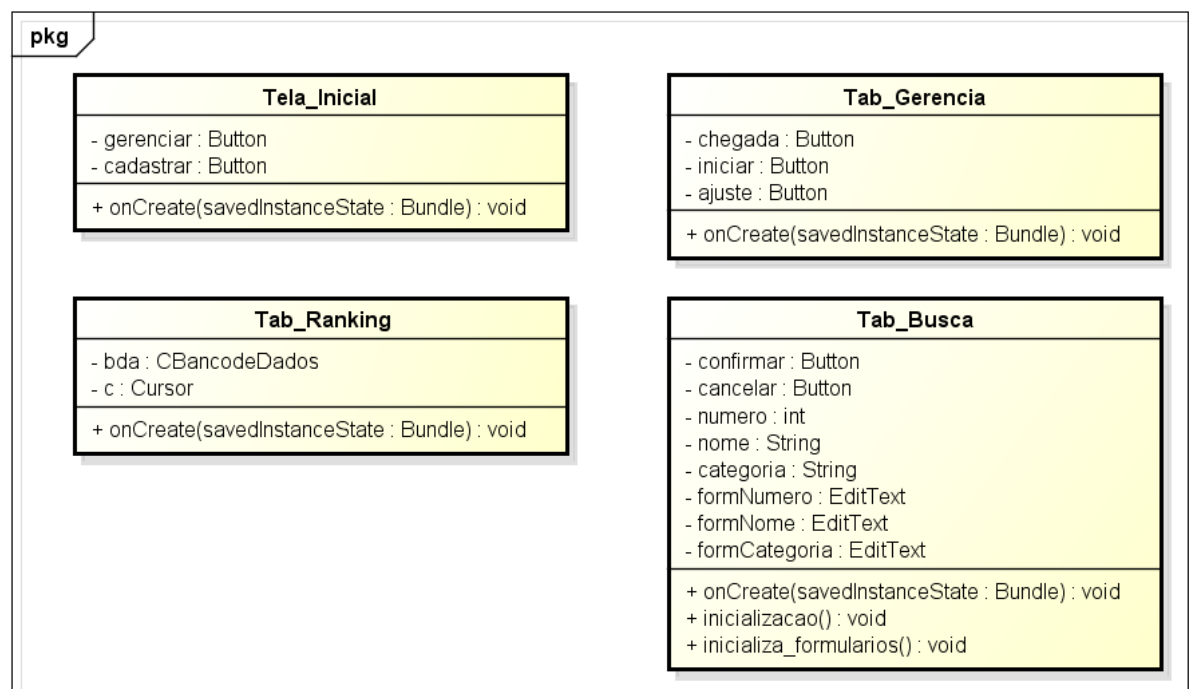 pkg
Tela_Inicial
- gerenciar : Button
- cadastrar : Button
+ onCreate(savedInstanceState : Bundle) : void
Tab_Gerencia
- chegada : Button
- iniciar : Button
- ajuste : Button
+ onCreate(savedInstanceState : Bundle) : void
Tab_Ranking
- bda : CBancodeDados
- c : Cursor
+ onCreate(savedInstanceState : Bundle) : void
Tab_Busca
- confirmar : Button
- cancelar : Button
- numero : int
- nome : String
- categoria : String
- formNumero : EditText
- formNome : EditText
- formCategoria : EditText
+ onCreate(savedInstanceState : Bundle) : void
+ inicializacao() : void
+ inicializa_formularios() : void